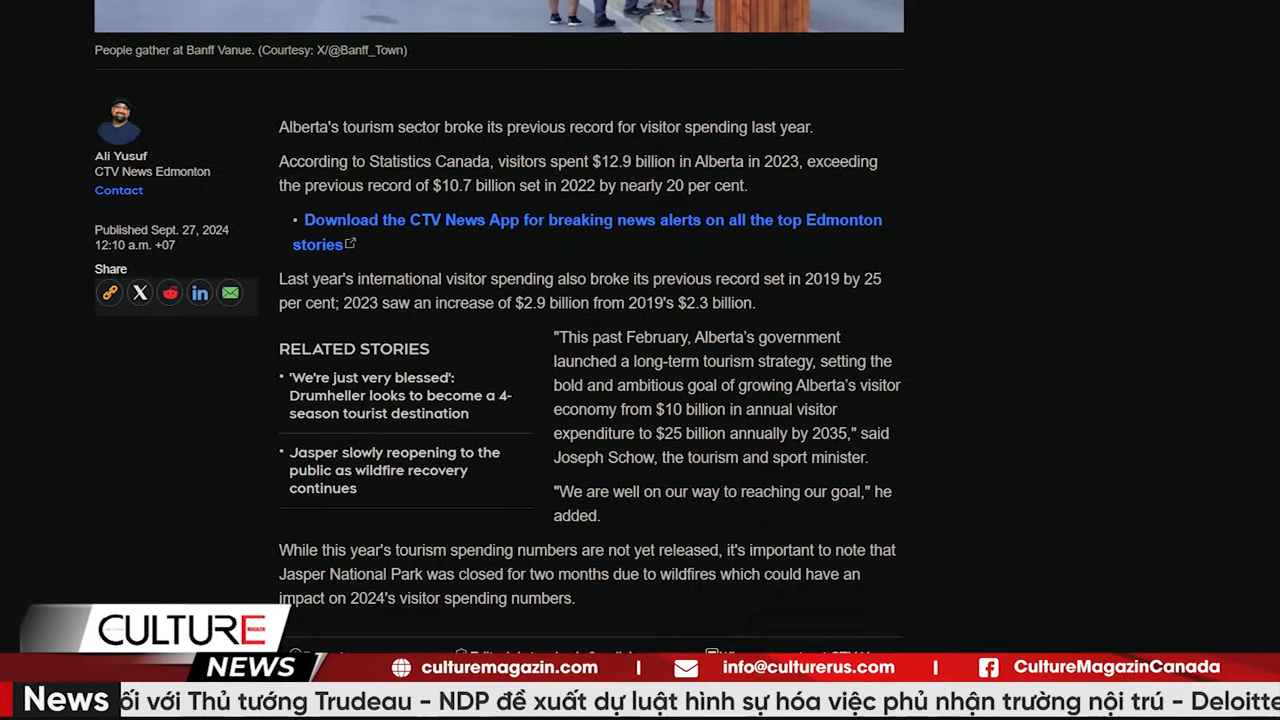 People gather at Banff Vanue. (Courtesy: X/@Banff_Town)
Ali Yusuf
CTV News Edmonton
Contact
Published Sept. 27, 2024
12:10 a.m. +07
Share
Alberta's tourism sector broke its previous record for visitor spending last year.
According to Statistics Canada, visitors spent $12.9 billion in Alberta in 2023, exceeding
the previous record of $10.7 billion set in 2022 by nearly 20 per cent.
• Download the CTV News App for breaking news alerts on all the top Edmonton
stories
Last year's international visitor spending also broke its previous record set in 2019 by 25
per cent; 2023 saw an increase of $2.9 billion from 2019's $2.3 billion.
RELATED STORIES
• 'We're just very blessed':
Drumheller looks to become a 4-
season tourist destination
• Jasper slowly reopening to the
public as wildfire recovery
continues
"This past February, Alberta’s government
launched a long-term tourism strategy, setting the
bold and ambitious goal of growing Alberta’s visitor
economy from $10 billion in annual visitor
expenditure to $25 billion annually by 2035," said
Joseph Schow, the tourism and sport minister.
"We are well on our way to reaching our goal," he
added.
While this year's tourism spending numbers are not yet released, it's important to note that
Jasper National Park was closed for two months due to wildfires which could have an
impact on 2024's visitor spending numbers.
CULTURE
NEWS
culturemagazin.com | info@culturerus.com | CultureMagazinCanada
News
ối với Thủ tướng Trudeau - NDP đề xuất dự luật hình sự hóa việc phủ nhận trường nội trú - Deloitte